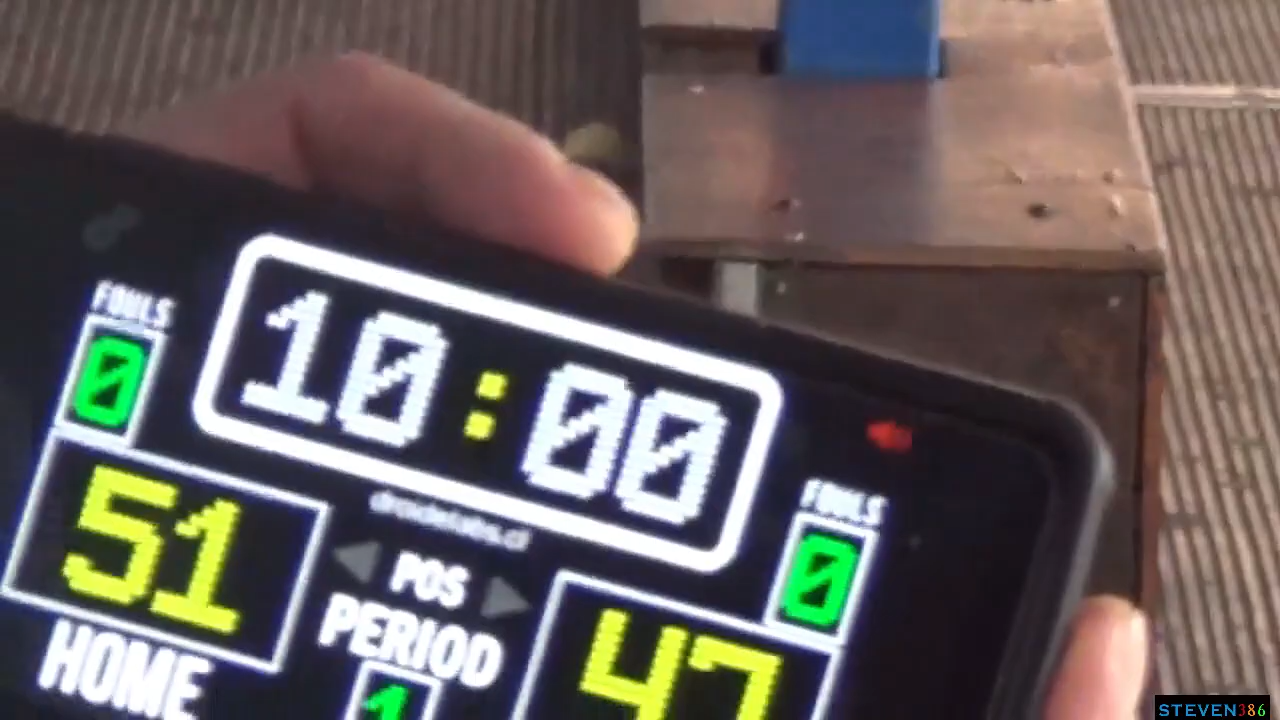 10:00
FOULS
0
FOULS
0
51
POS
47
HOME
PERIOD
1
STEVEN386